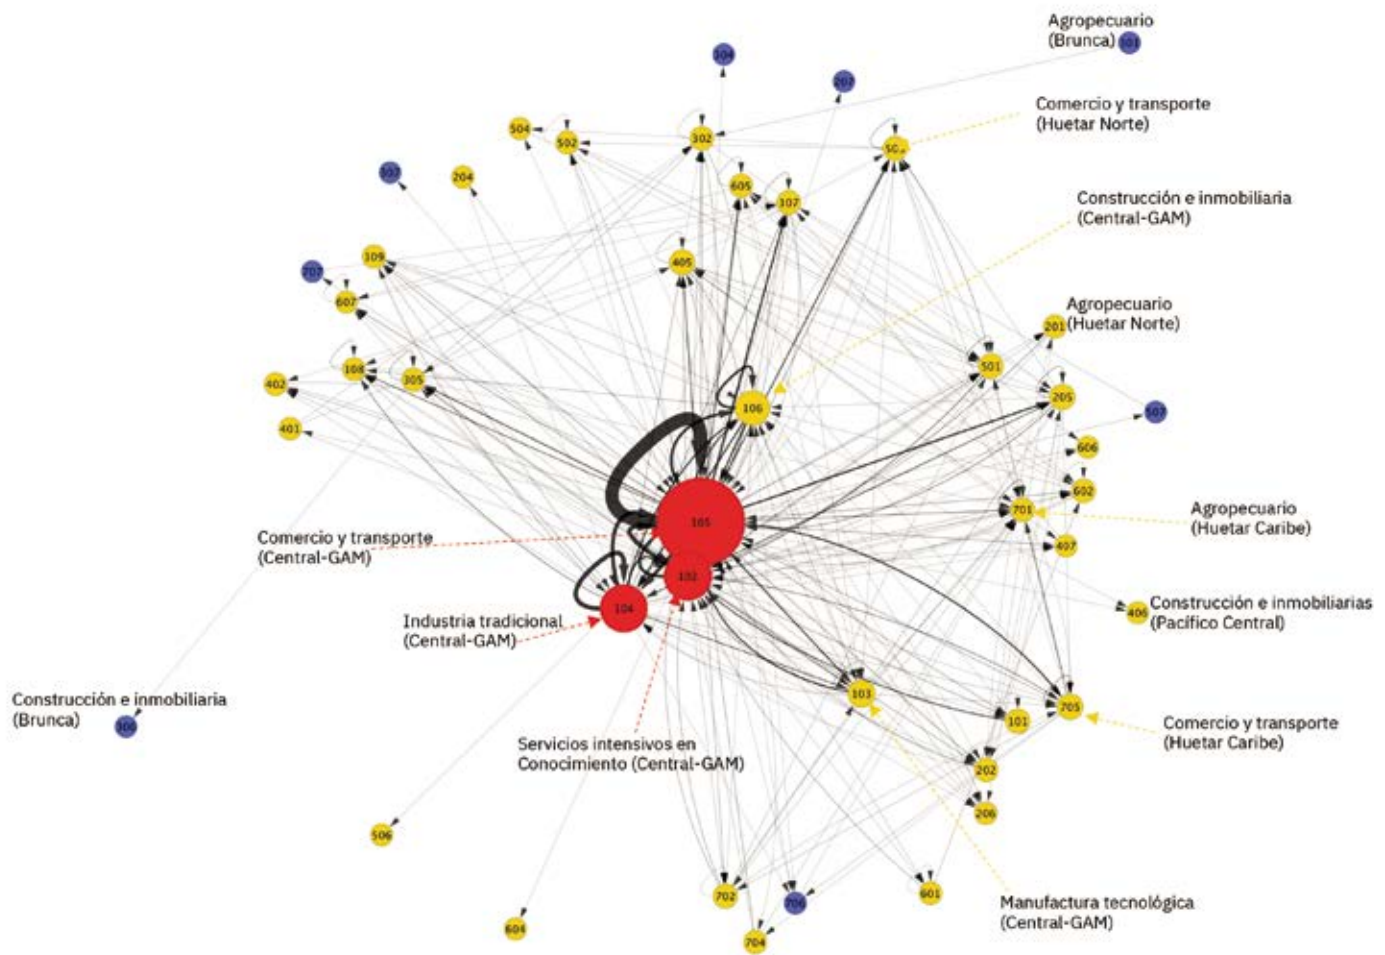 Agropecuario
(Brunca)
304
202
Comercio y transporte
(Huetar Norte)
504
502
302
204
605
307
Construcción e inmobiliaria
(Central-GAM)
109
405
707
607
Agropecuario
(Huetar Norte)
201
501
108
305
402
205
106
507
401
606
602
701
Agropecuario
(Huetar Caribe)
105
Comercio y transporte
(Central-GAM)
407
102
104
406
Construcción e inmobiliarias
(Pacífico Central)
Industria tradicional
(Central-GAM)
Construcción e inmobiliaria
(Brunca)
103
101
705
Comercio y transporte
(Huetar Caribe)
Servicios intensivos en
Conocimiento (Central-GAM)
202
206
506
702
706
601
Manufactura tecnológica
(Central-GAM)
604
704